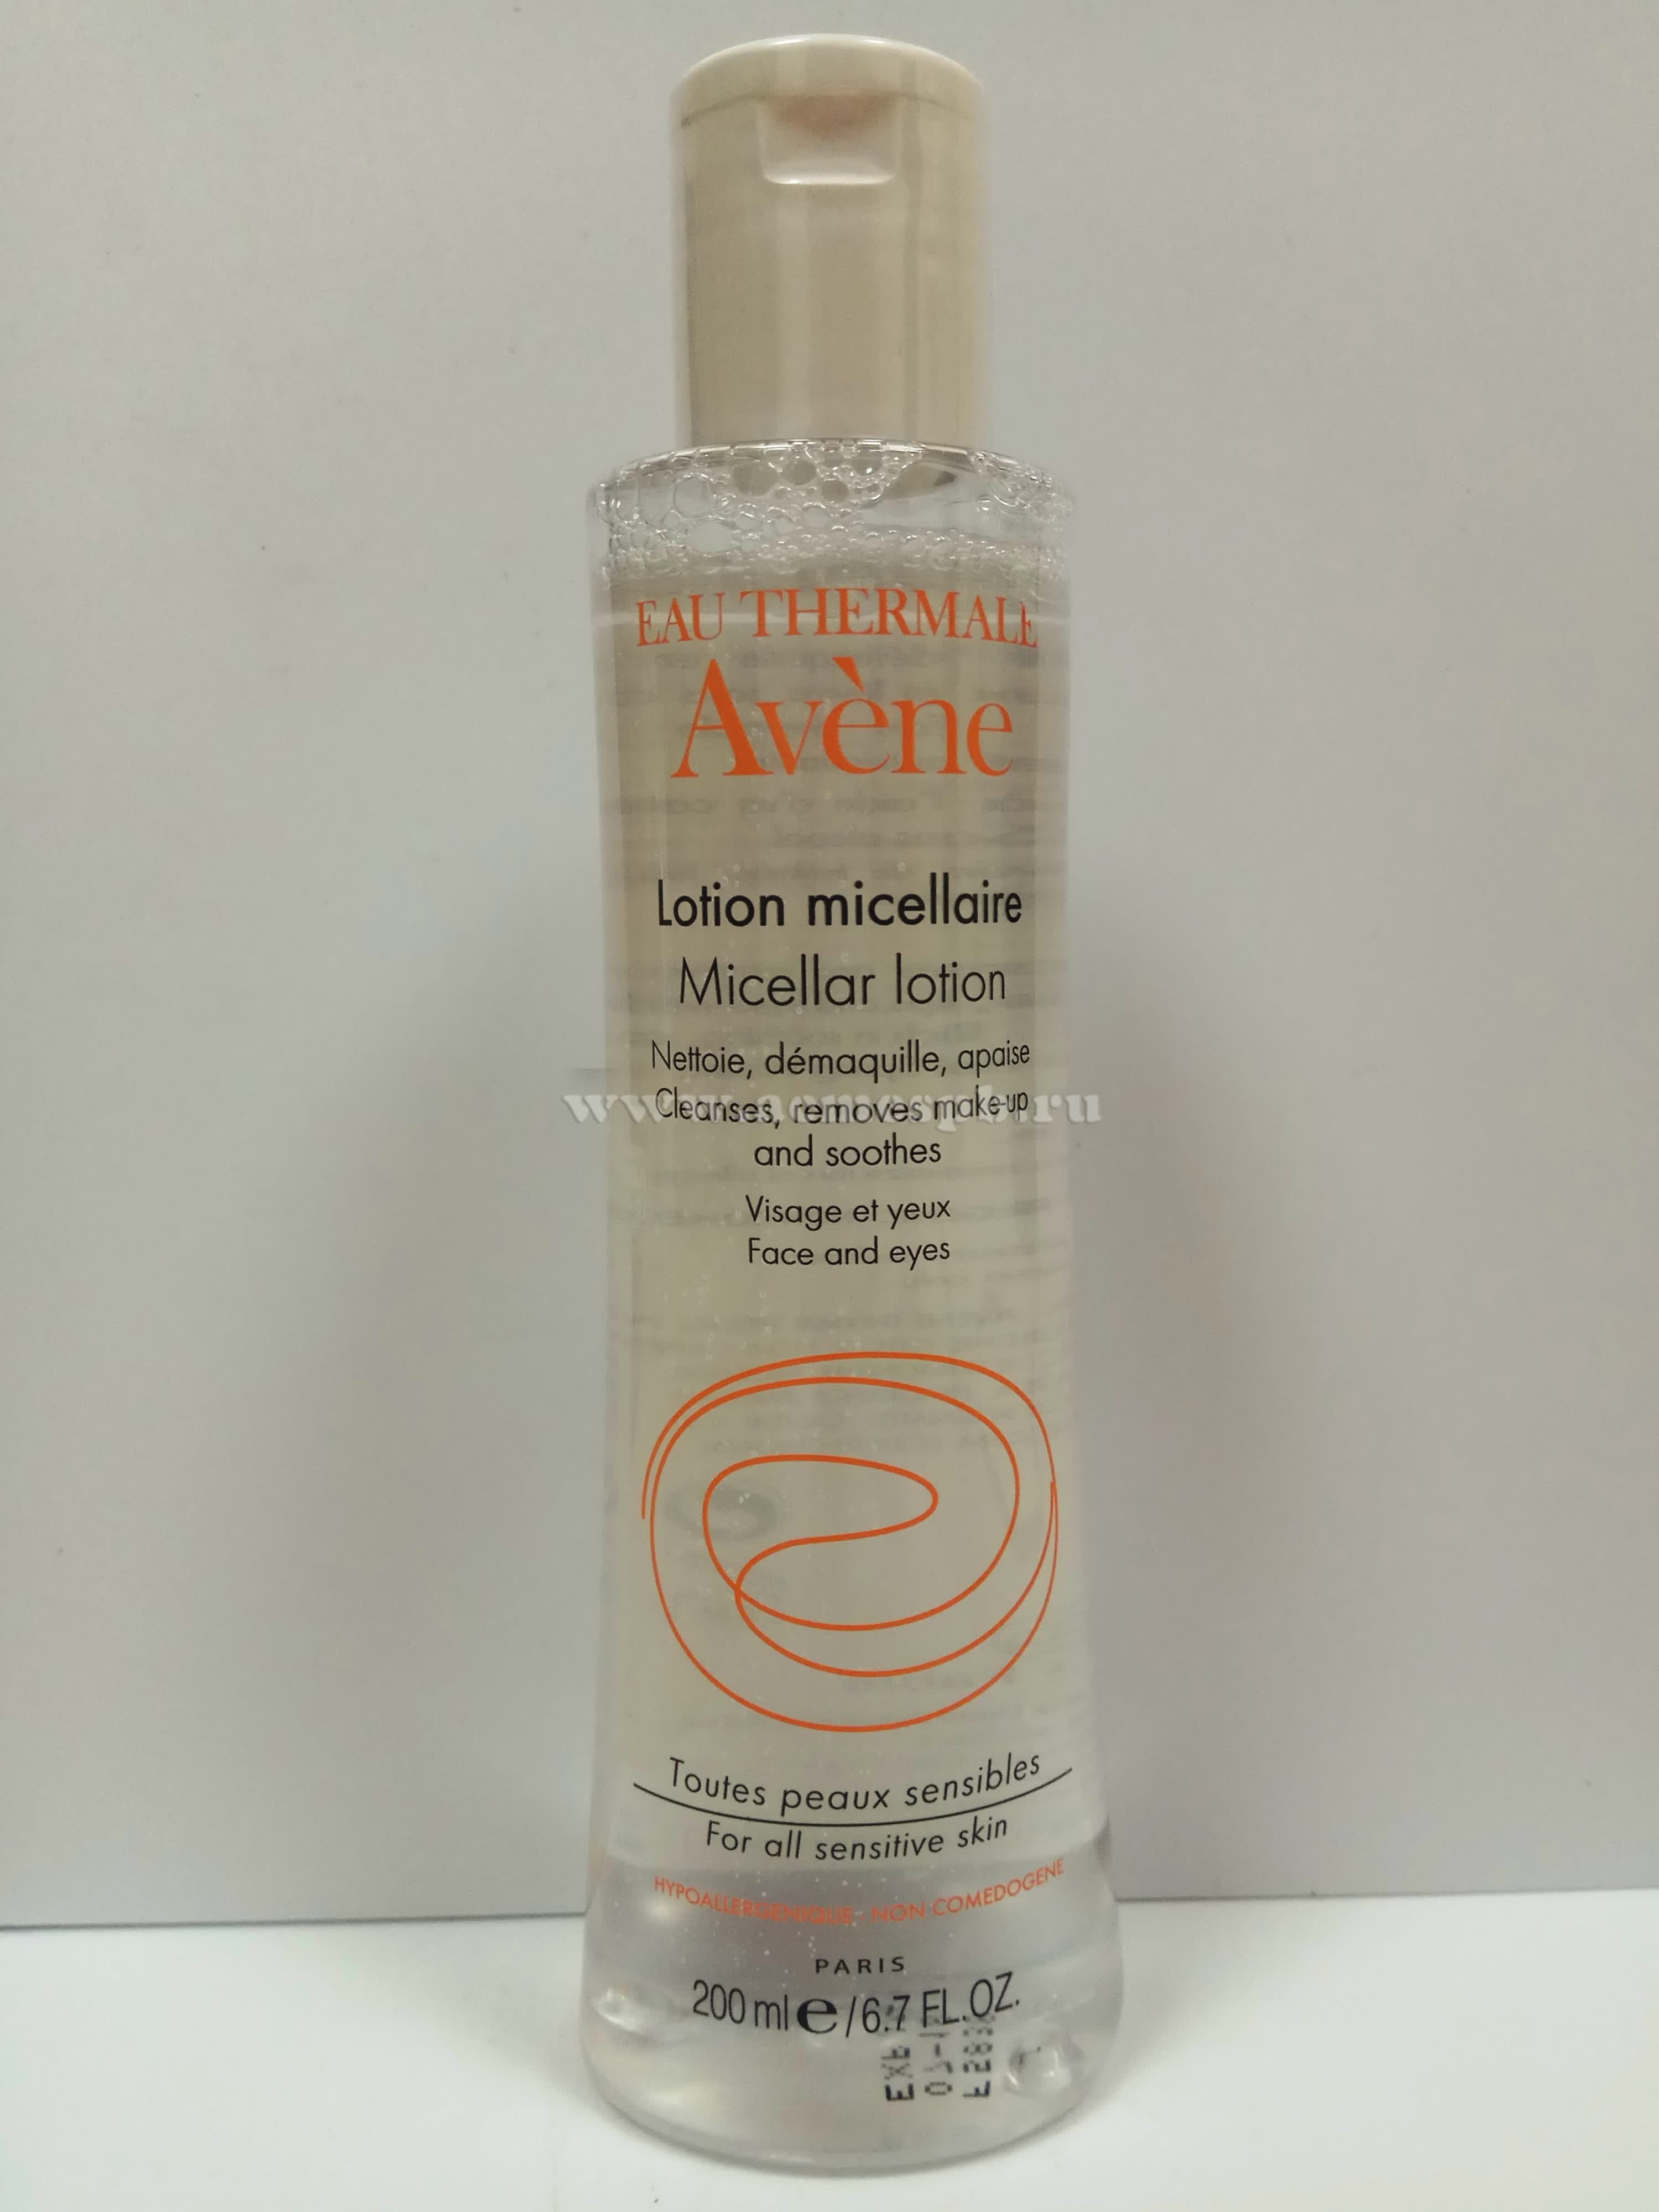 EAU THERMALE
Avène
Lotion micellaire
Micellar lotion
Nettoie, démaquille, apaise
Cleanses, removes make-up
and soothes
Visage et yeux
Face and eyes
Toutes peaux sensibles
For all sensitive skin
HYPOALLERGENIQUE - NON COMEDOGENE
PARIS
200 ml e / 6.7 FL.OZ.
EXP